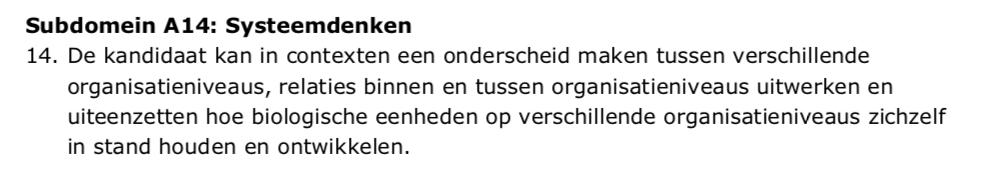 Subdomein A14: Systeemdenken
14. De kandidaat kan in contexten een onderscheid maken tussen verschillende
organisatieniveaus, relaties binnen en tussen organisatieniveaus uitwerken en
uiteenzetten hoe biologische eenheden op verschillende organisatieniveaus zichzelf
in stand houden en ontwikkelen.